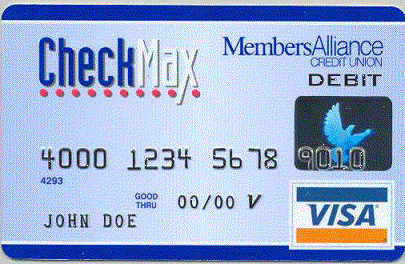 CheckMax
MembersAlliance
CREDIT UNION
DEBIT
4000 1234 5678 9010
4293
GOOD
THRU
00/00 V
JOHN DOE
VISA